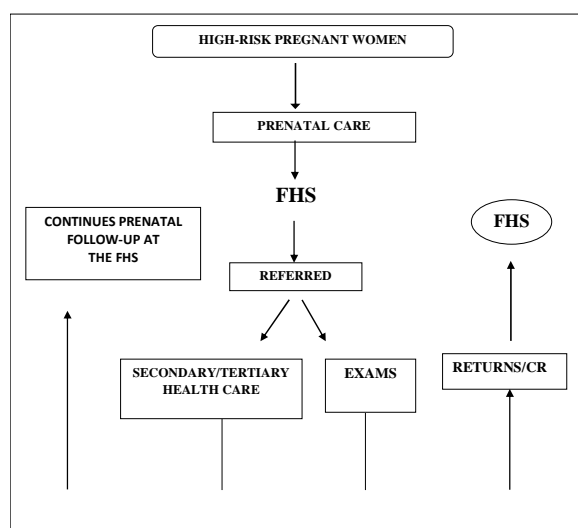 HIGH-RISK PREGNANT WOMEN
PRENATAL CARE
FHS
CONTINUES PRENATAL
FOLLOW-UP AT
THE FHS
FHS
REFERRED
SECONDARY/TERTIARY
HEALTH CARE
EXAMS
RETURNS/CR